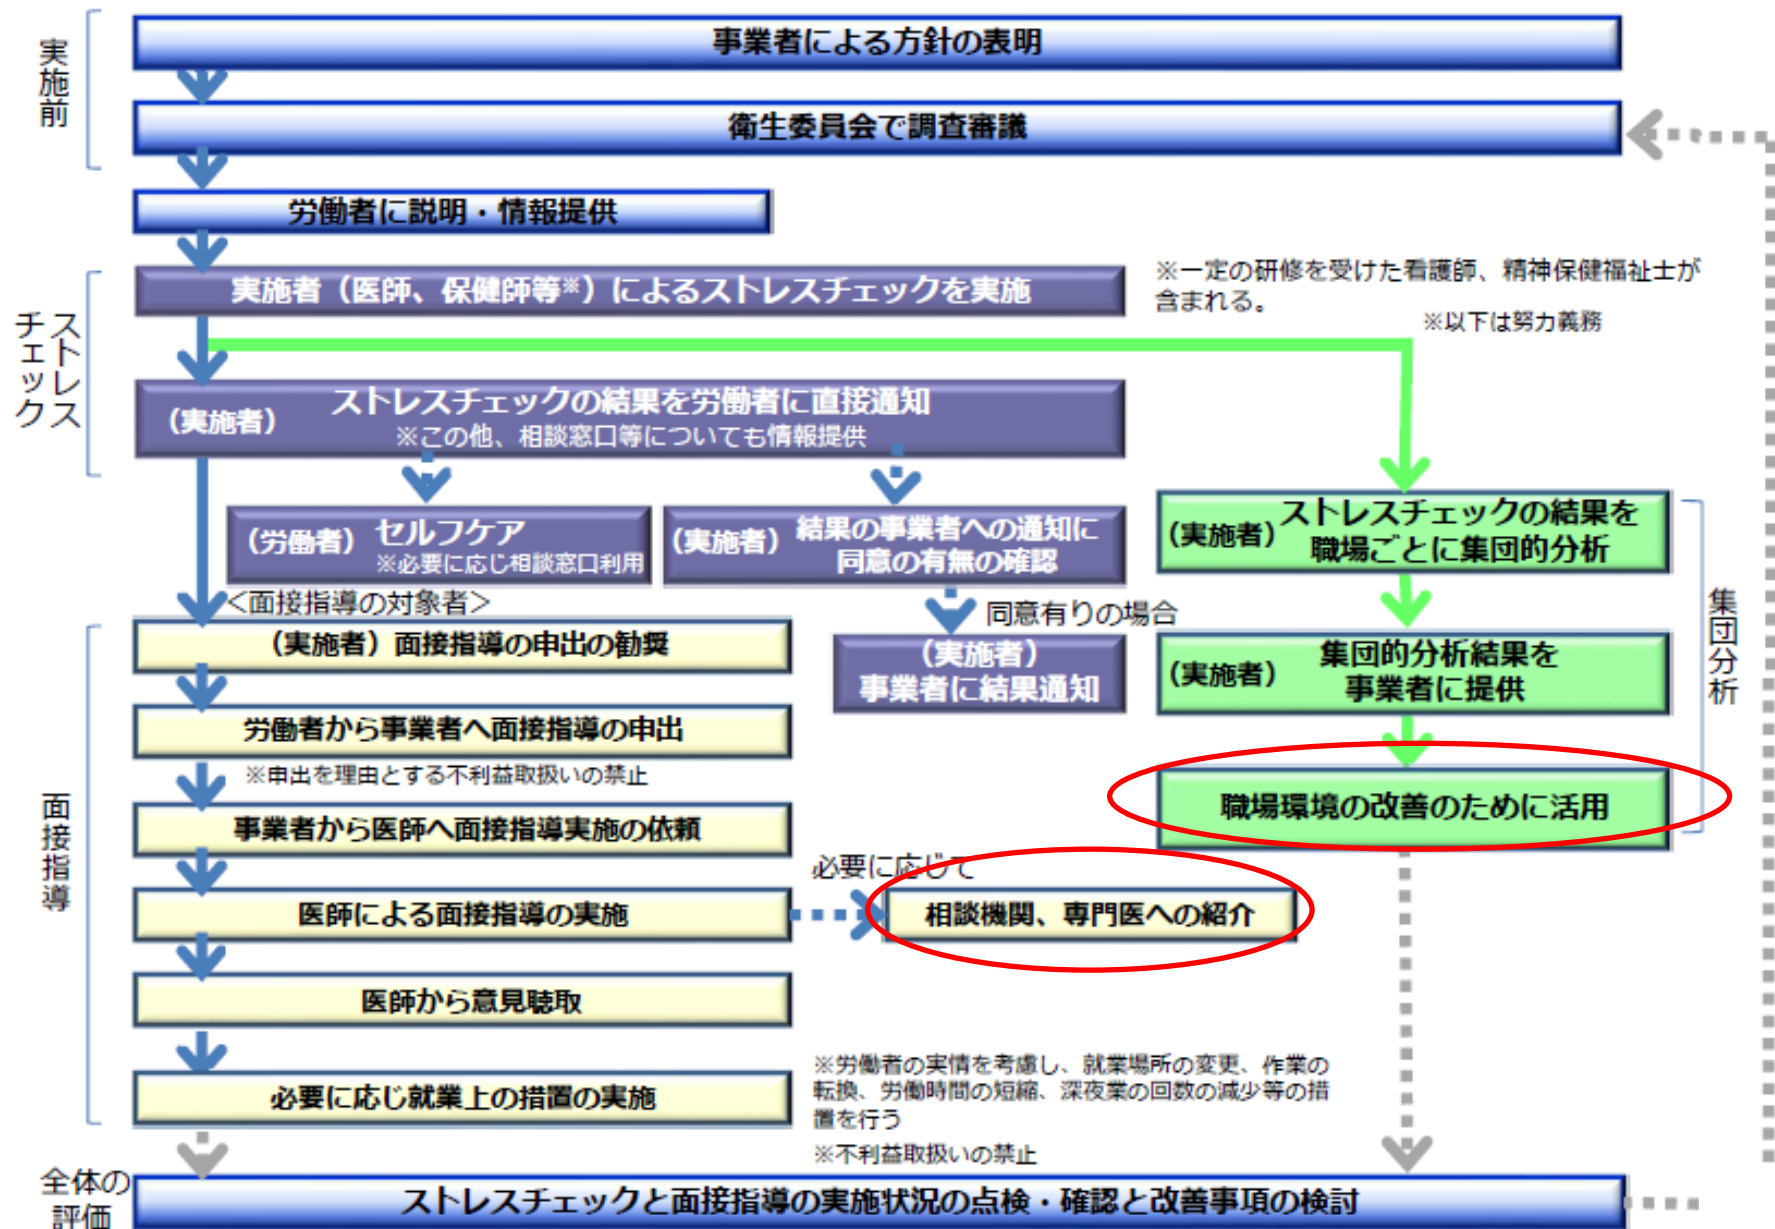 実施前
事業者による方針の表明
衛生委員会で調査審議
労働者に説明・情報提供
ストレス
チェック
実施者（医師、保健師等※）によるストレスチェックを実施
※一定の研修を受けた看護師、精神保健福祉士が
含まれる。
※以下は努力義務
（実施者）
ストレスチェックの結果を労働者に直接通知
※この他、相談窓口等についても情報提供
（労働者）
セルフケア
※必要に応じ相談窓口利用
（実施者）
結果の事業者への通知に
同意の有無の確認
同意有りの場合
（実施者）
事業者に結果通知
集団分析
（実施者）
ストレスチェックの結果を
職場ごとに集団的分析
（実施者）
集団的分析結果を
事業者に提供
職場環境の改善のために活用
面接指導
＜面接指導の対象者＞
（実施者）面接指導の申出の勧奨
労働者から事業者へ面接指導の申出
※申出を理由とする不利益取扱いの禁止
事業者から医師へ面接指導実施の依頼
医師による面接指導の実施
必要に応じて
相談機関、専門医への紹介
医師から意見聴取
必要に応じ就業上の措置の実施
※労働者の実情を考慮し、就業場所の変更、作業の
転換、労働時間の短縮、深夜業の回数の減少等の措
置を行う
※不利益取扱いの禁止
全体の
評価
ストレスチェックと面接指導の実施状況の点検・確認と改善事項の検討